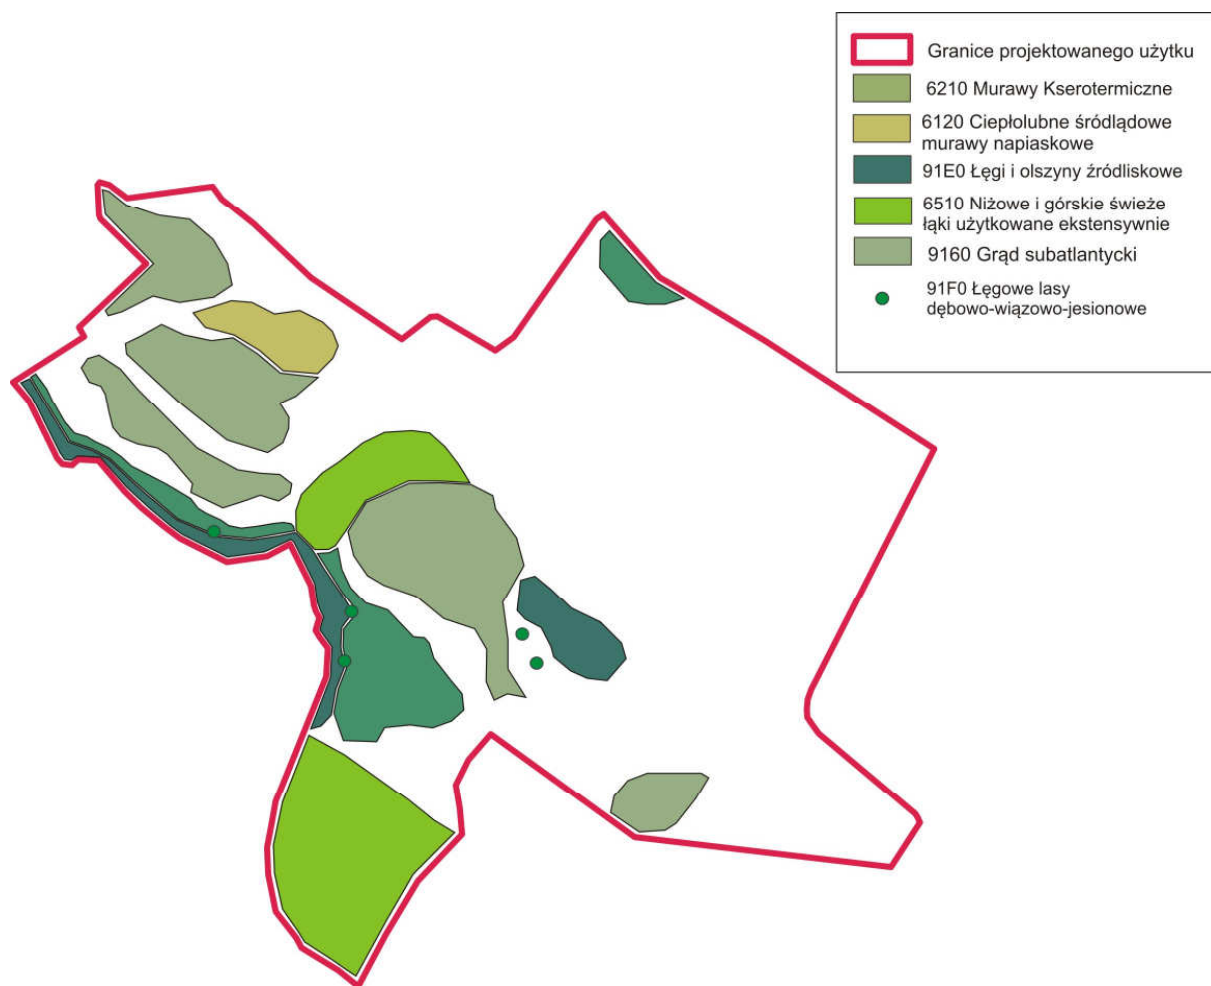 Granice projektowanego użytku
6210 Murawy Kserotermiczne
6120 Ciepłolubne śródlądowe
murawy napiaskowe
91E0 Łęgi i olszyny źródliskowe
6510 Niżowe i górskie świeże
łąki użytkowane ekstensywnie
9160 Grąd subatlantycki
91F0 Łęgowe lasy
dębowo-wiązowo-jesionowe